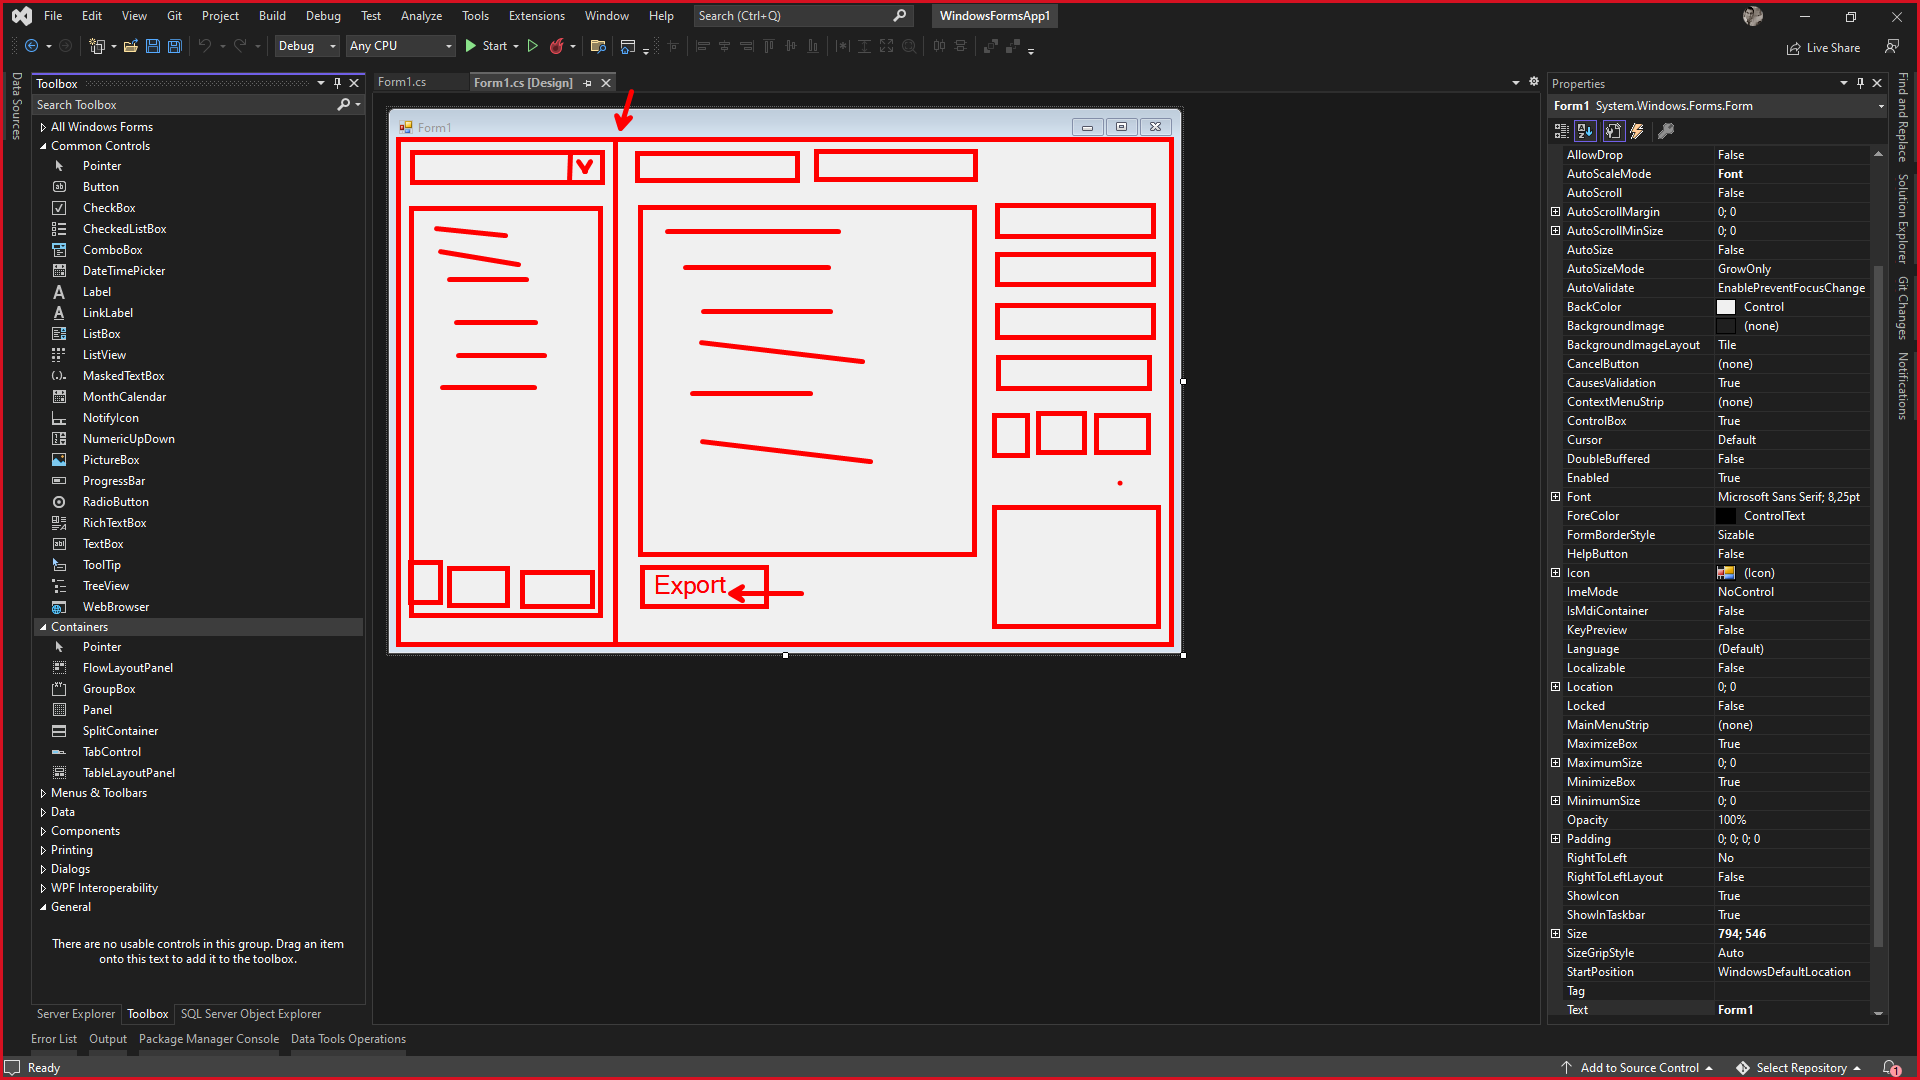 File Edit View Git Project Build Debug Test Analyze Tools Extensions Window Help Search (Ctrl+Q) WindowsFormsApp1
Debug Any CPU Start Live Share
Data Sources
Toolbox
Search Toolbox
All Windows Forms
Common Controls
Pointer
Button
CheckBox
CheckedListBox
ComboBox
DateTimePicker
Label
LinkLabel
ListBox
ListView
MaskedTextBox
MonthCalendar
NotifyIcon
NumericUpDown
PictureBox
ProgressBar
RadioButton
RichTextBox
TextBox
ToolTip
TreeView
WebBrowser
Containers
Pointer
FlowLayoutPanel
GroupBox
Panel
SplitContainer
TabControl
TableLayoutPanel
Menus & Toolbars
Data
Components
Printing
Dialogs
WPF Interoperability
General
There are no usable controls in this group. Drag an item
onto this text to add it to the toolbox.
Server Explorer Toolbox SQL Server Object Explorer
Form1.cs Form1.cs [Design]
Form1
Export
Properties
Form1 System.Windows.Forms.Form
AllowDrop False
AutoScaleMode Font
AutoScroll False
AutoScrollMargin 0; 0
AutoScrollMinSize 0; 0
AutoSize False
AutoSizeMode GrowOnly
AutoValidate EnablePreventFocusChange
BackColor Control
BackgroundImage (none)
BackgroundImageLayout Tile
CancelButton (none)
CausesValidation True
ContextMenuStrip (none)
ControlBox True
Cursor Default
DoubleBuffered False
Enabled True
Font Microsoft Sans Serif; 8,25pt
ForeColor ControlText
FormBorderStyle Sizable
HelpButton False
Icon (Icon)
ImeMode NoControl
IsMdiContainer False
KeyPreview False
Language (Default)
Localizable False
Location 0; 0
Locked False
MainMenuStrip (none)
MaximizeBox True
MaximumSize 0; 0
MinimizeBox True
MinimumSize 0; 0
Opacity 100%
Padding 0; 0; 0; 0
RightToLeft No
RightToLeftLayout False
ShowIcon True
ShowInTaskbar True
Size 794; 546
SizeGripStyle Auto
StartPosition WindowsDefaultLocation
Tag
Text Form1
Find and Replace
Solution Explorer
Git Changes
Notifications
Error List Output Package Manager Console Data Tools Operations
Ready Add to Source Control Select Repository 1